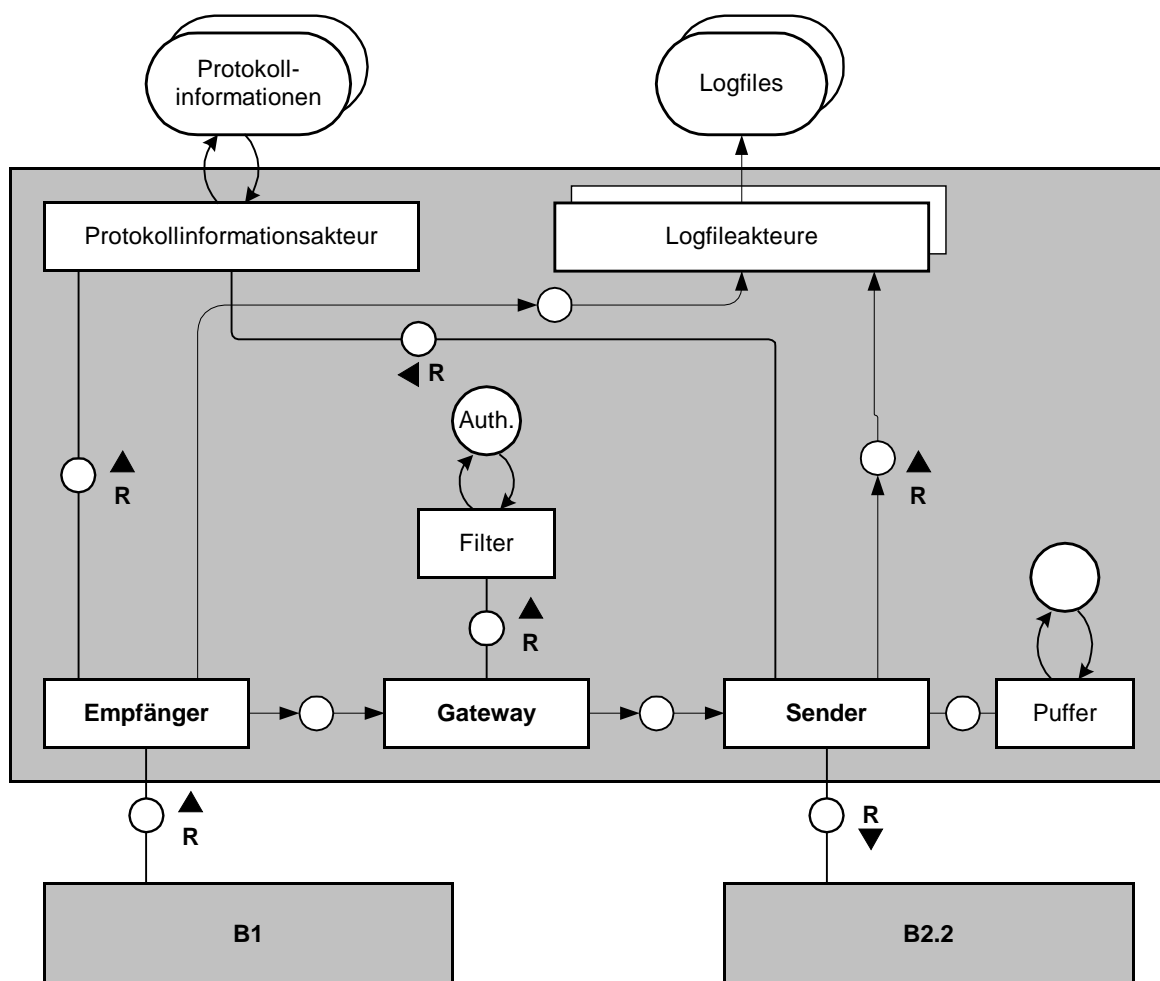 Protokoll-
informationen
Logfiles
Protokollinformationsakteur
Logfileakteure
R
Auth.
R
R
Filter
R
Empfänger
Gateway
Sender
Puffer
R
R
B1
B2.2